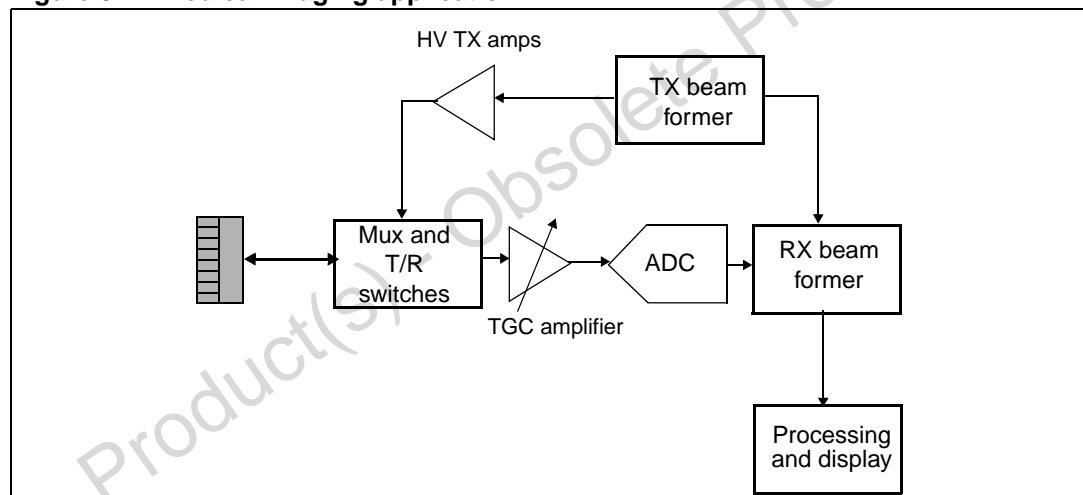 HV TX amps
TX beam
former
Mux and
T/R
switches
TGC amplifier
ADC
RX beam
former
Processing
and display
Product(s) - Obsolete Pro